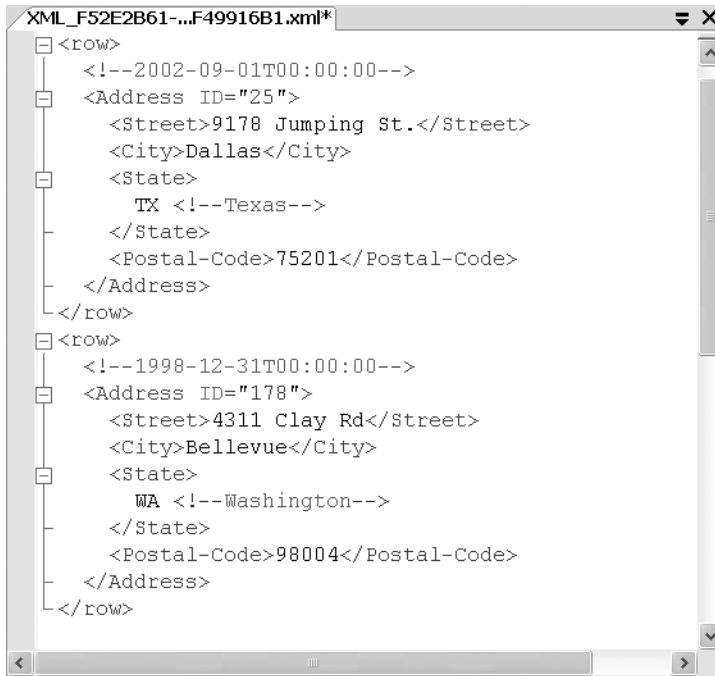 XML_F52E2B61-...F49916B1.xml*
<row>
<!--2002-09-01T00:00:00-->
<Address ID="25">
<Street>9178 Jumping St.</Street>
<City>Dallas</City>
<State>
TX <!--Texas-->
</State>
<Postal-Code>75201</Postal-Code>
</Address>
</row>
<row>
<!--1998-12-31T00:00:00-->
<Address ID="178">
<Street>4311 Clay Rd</Street>
<City>Bellevue</City>
<State>
WA <!--Washington-->
</State>
<Postal-Code>98004</Postal-Code>
</Address>
</row>